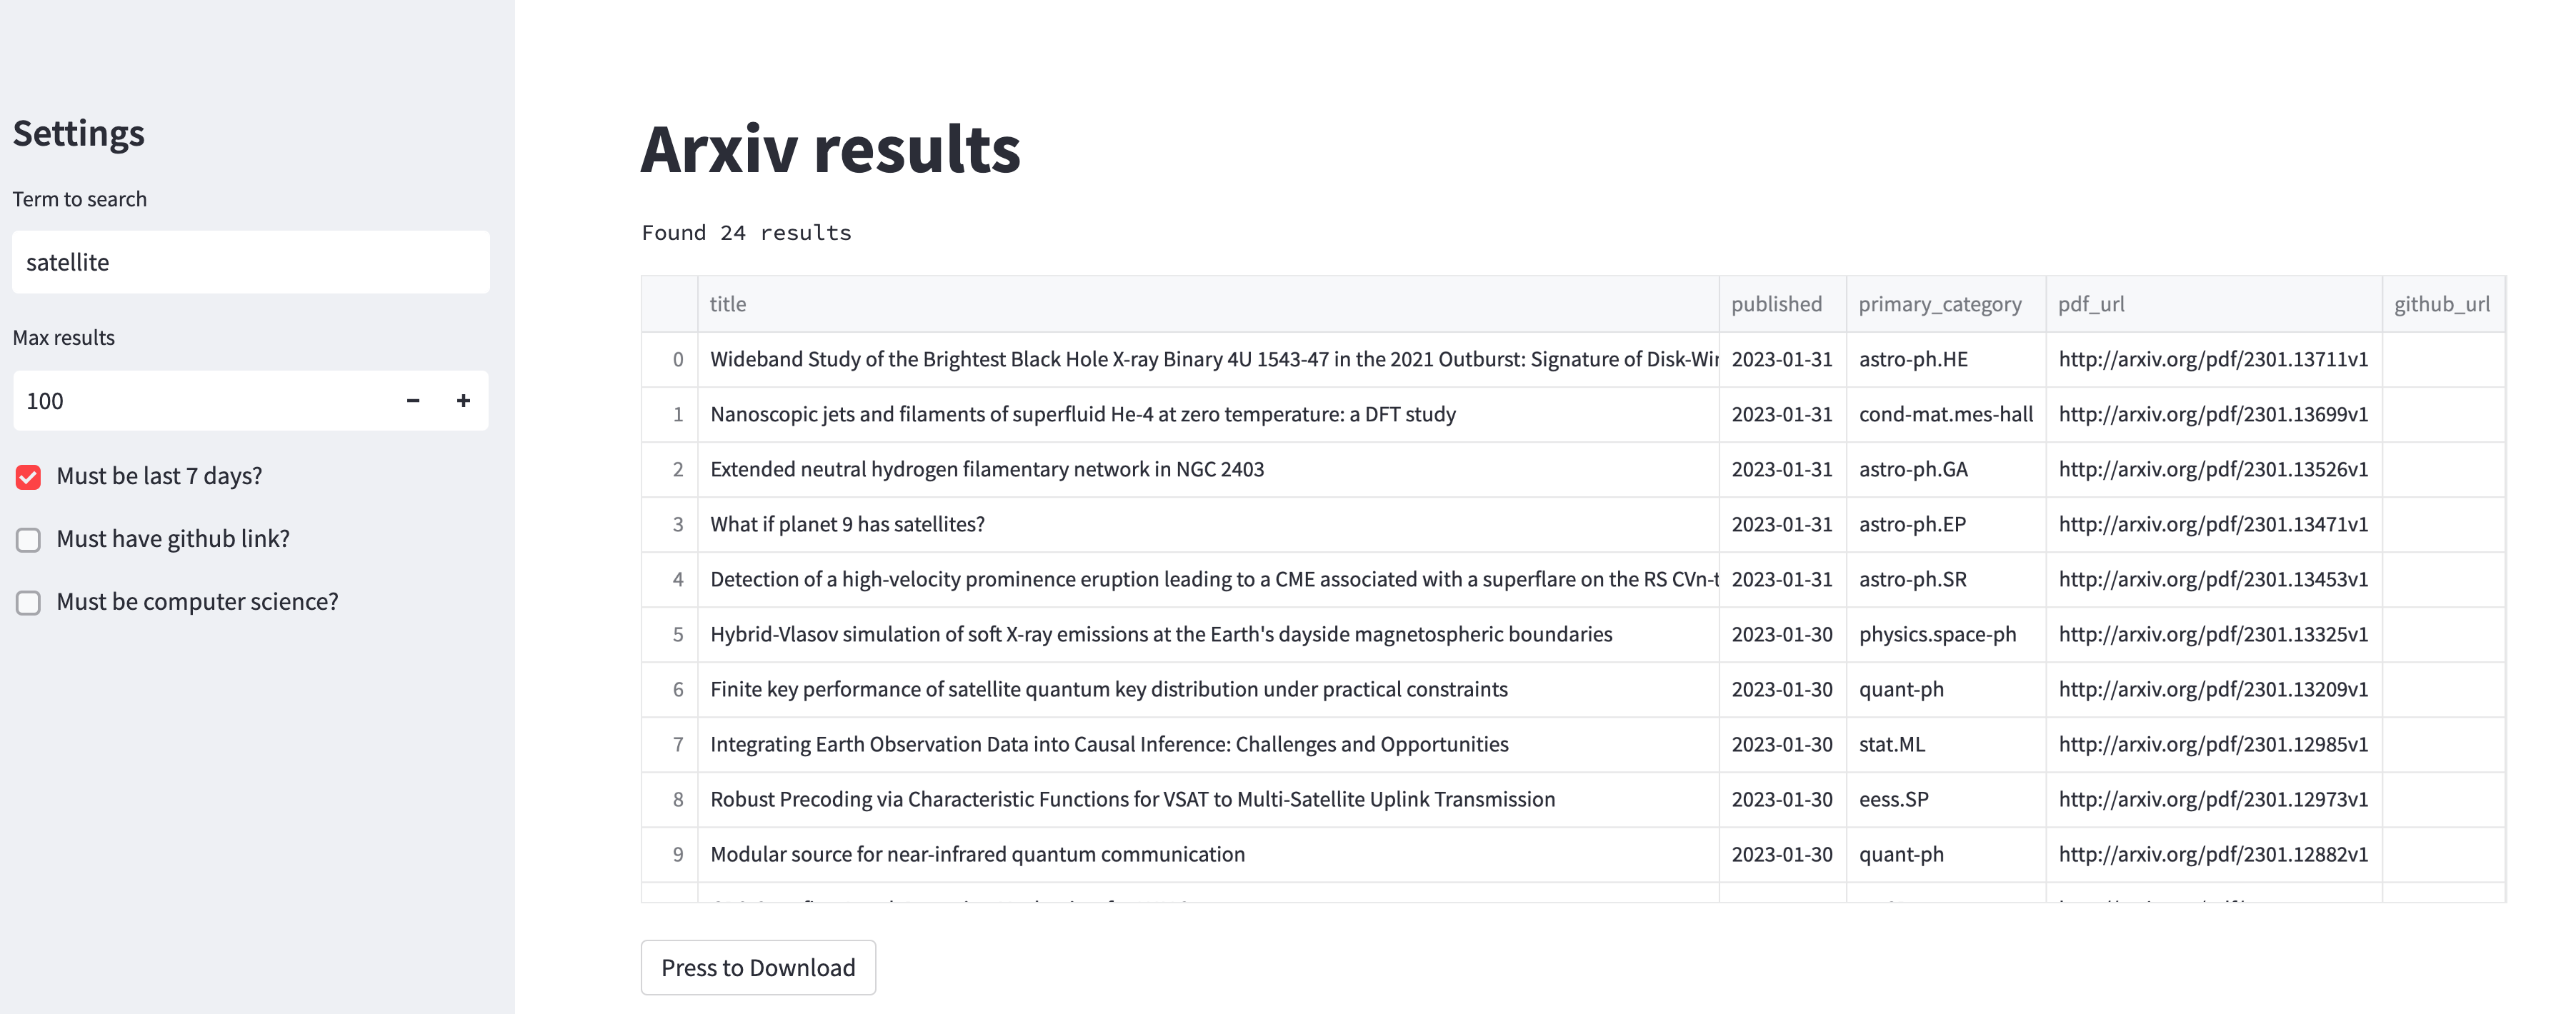 Settings
Term to search
satellite
Max results
100 − +
Must be last 7 days?
Must have github link?
Must be computer science?
Arxiv results
Found 24 results
title published primary_category pdf_url github_url
0 Wideband Study of the Brightest Black Hole X-ray Binary 4U 1543-47 in the 2021 Outburst: Signature of Disk-Wi 2023-01-31 astro-ph.HE http://arxiv.org/pdf/2301.13711v1
1 Nanoscopic jets and filaments of superfluid He-4 at zero temperature: a DFT study 2023-01-31 cond-mat.mes-hall http://arxiv.org/pdf/2301.13699v1
2 Extended neutral hydrogen filamentary network in NGC 2403 2023-01-31 astro-ph.GA http://arxiv.org/pdf/2301.13526v1
3 What if planet 9 has satellites? 2023-01-31 astro-ph.EP http://arxiv.org/pdf/2301.13471v1
4 Detection of a high-velocity prominence eruption leading to a CME associated with a superflare on the RS CVn-t 2023-01-31 astro-ph.SR http://arxiv.org/pdf/2301.13453v1
5 Hybrid-Vlasov simulation of soft X-ray emissions at the Earth's dayside magnetospheric boundaries 2023-01-30 physics.space-ph http://arxiv.org/pdf/2301.13325v1
6 Finite key performance of satellite quantum key distribution under practical constraints 2023-01-30 quant-ph http://arxiv.org/pdf/2301.13209v1
7 Integrating Earth Observation Data into Causal Inference: Challenges and Opportunities 2023-01-30 stat.ML http://arxiv.org/pdf/2301.12985v1
8 Robust Precoding via Characteristic Functions for VSAT to Multi-Satellite Uplink Transmission 2023-01-30 eess.SP http://arxiv.org/pdf/2301.12973v1
9 Modular source for near-infrared quantum communication 2023-01-30 quant-ph http://arxiv.org/pdf/2301.12882v1
Press to Download